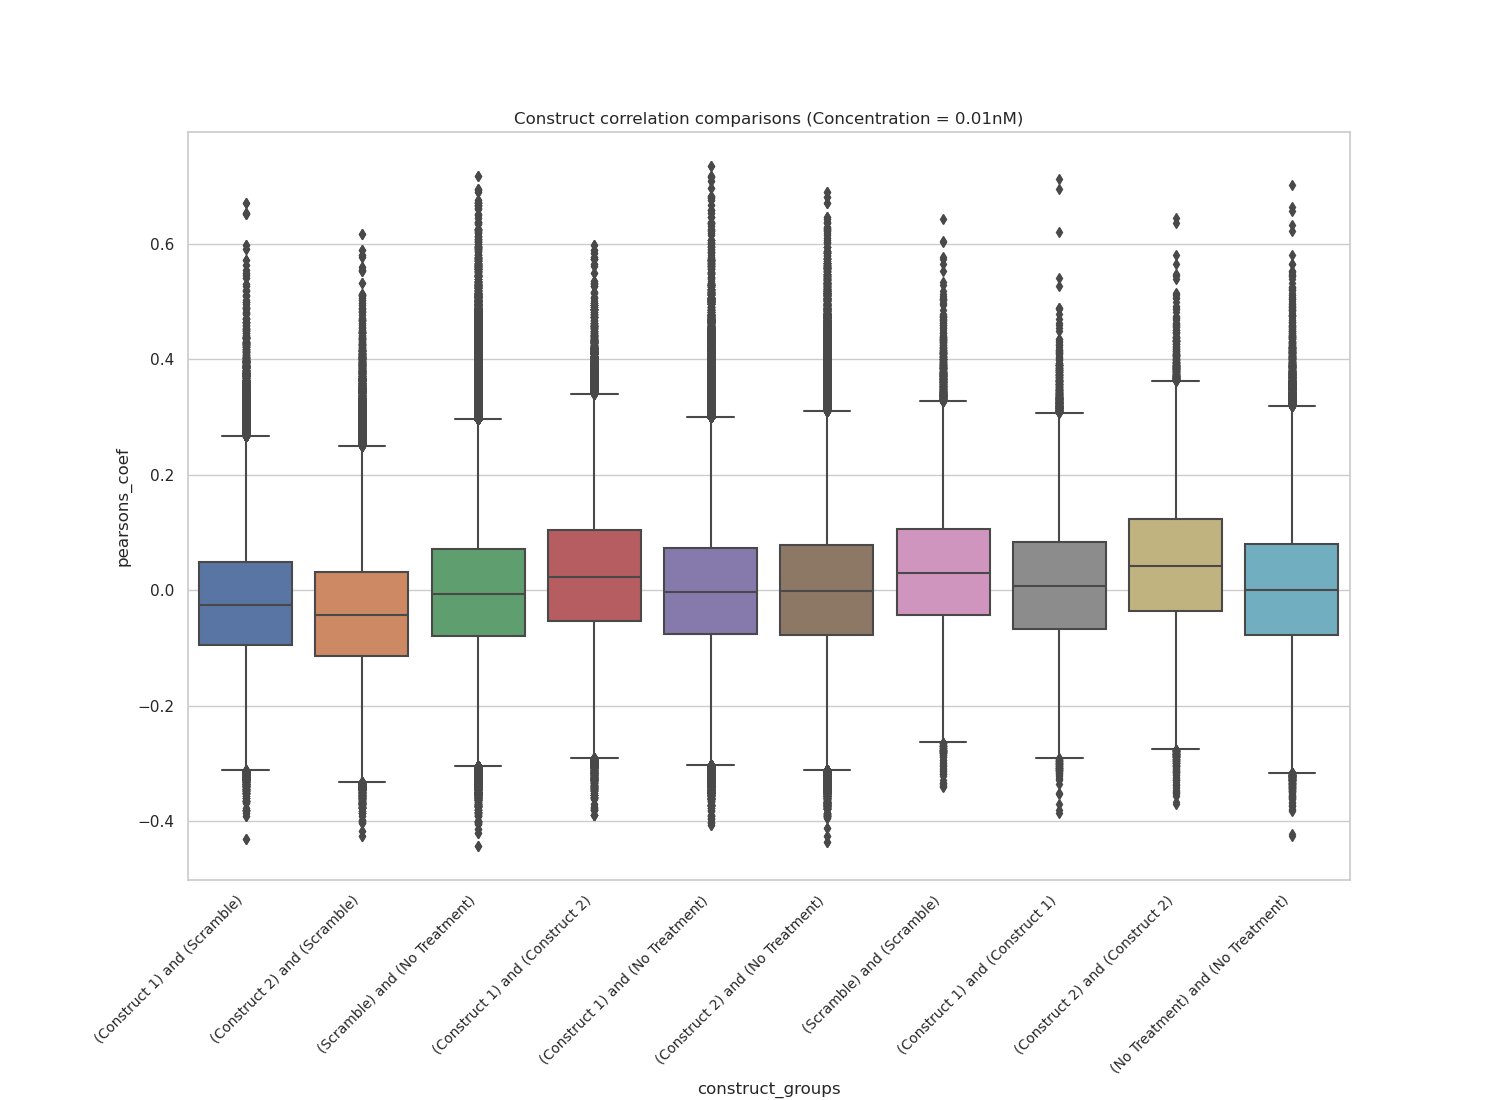 Construct correlation comparisons (Concentration = 0.01nM)
pearsons_coef
0.6
0.4
0.2
0.0
−0.2
−0.4
(Construct 1) and (Scramble)
(Construct 2) and (Scramble)
(Scramble) and (No Treatment)
(Construct 1) and (Construct 2)
(Construct 1) and (No Treatment)
(Construct 2) and (No Treatment)
(Scramble) and (Scramble)
(Construct 1) and (Construct 1)
(Construct 2) and (Construct 2)
(No Treatment) and (No Treatment)
construct_groups